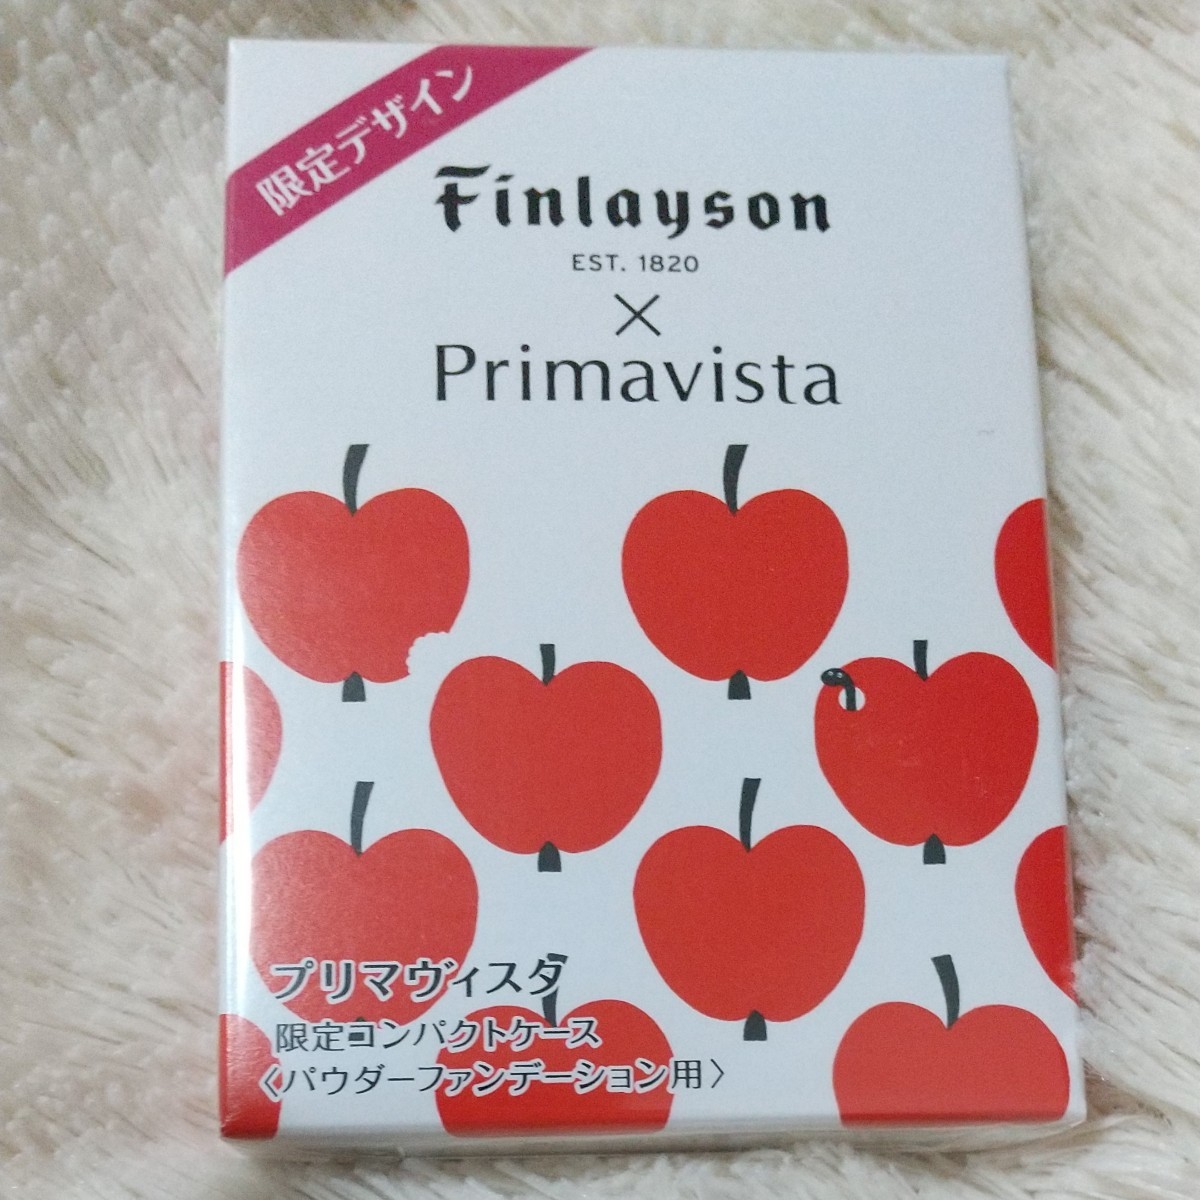 限定デザイン
Finlayson
EST. 1820
×
Primavista
プリマヴィスタ
限定コンパクトケース
〈パウダーファンデーション用〉